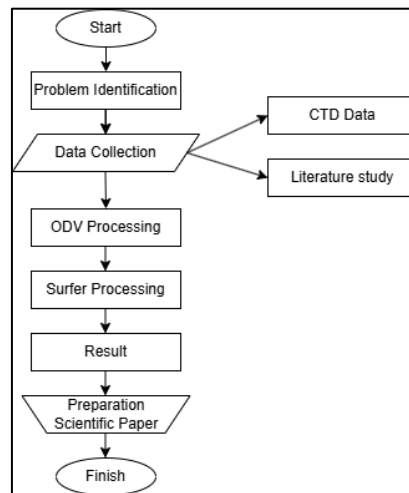 Start
Problem Identification
CTD Data
Data Collection
Literature study
ODV Processing
Surfer Processing
Result
Preparation
Scientific Paper
Finish